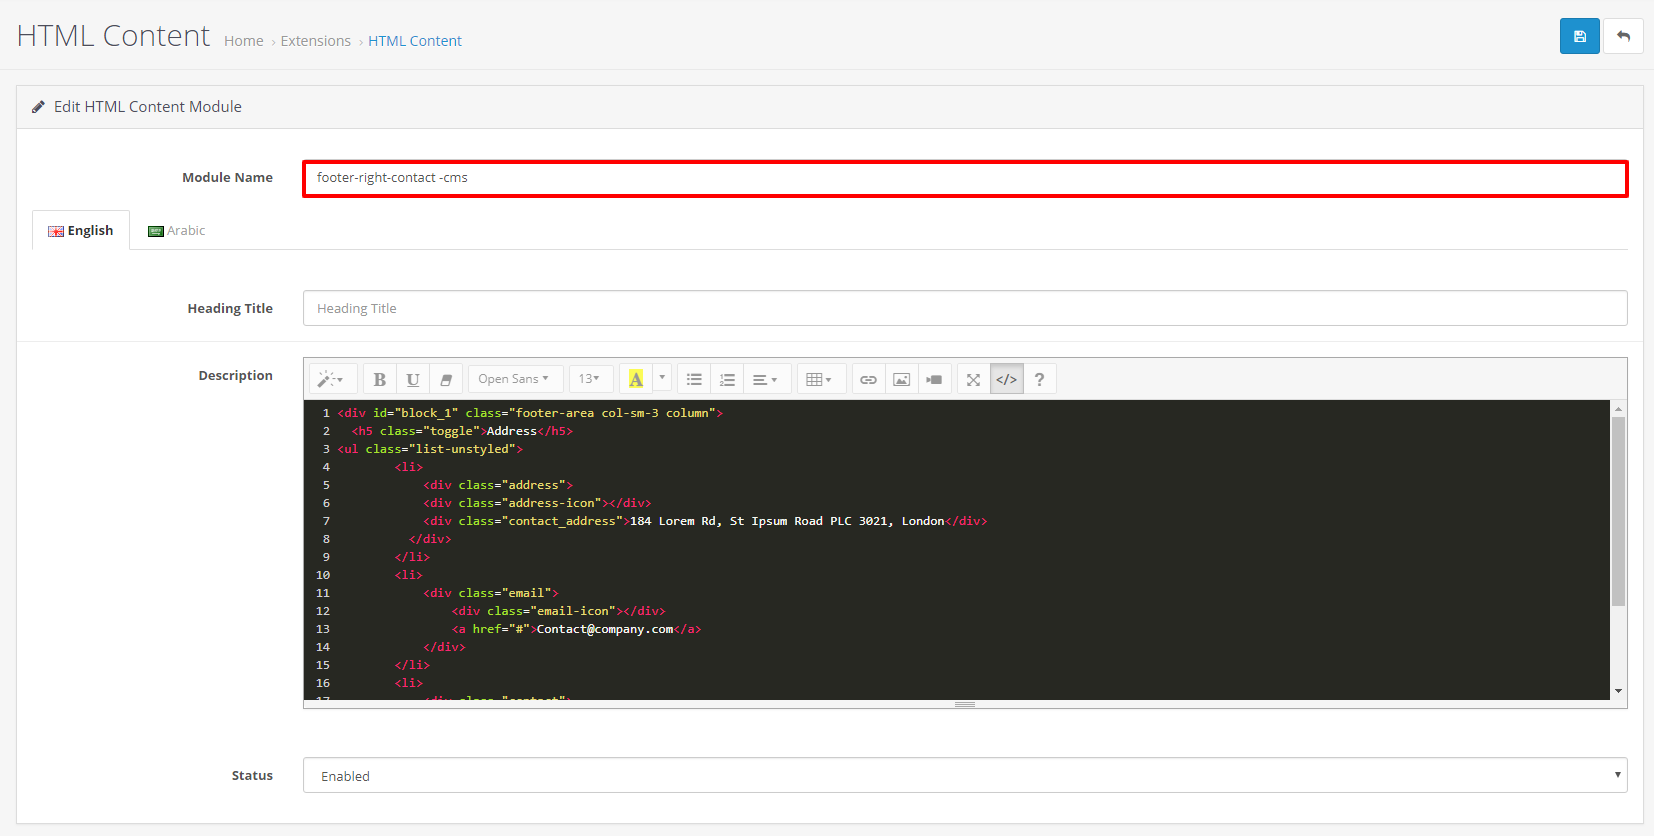 HTML Content Home › Extensions › HTML Content
Edit HTML Content Module
Module Name footer-right-contact -cms
English Arabic
Heading Title Heading Title
Description
B U Open Sans 13 A </> ?
1 <div id="block_1" class="footer-area col-sm-3 column">
2 <h5 class="toggle">Address</h5>
3 <ul class="list-unstyled">
4 <li>
5 <div class="address">
6 <div class="address-icon"></div>
7 <div class="contact_address">184 Lorem Rd, St Ipsum Road PLC 3021, London</div>
8 </div>
9 </li>
10 <li>
11 <div class="email">
12 <div class="email-icon"></div>
13 <a href="#">Contact@company.com</a>
14 </div>
15 </li>
16 <li>
17 <div class="contact">
Status Enabled